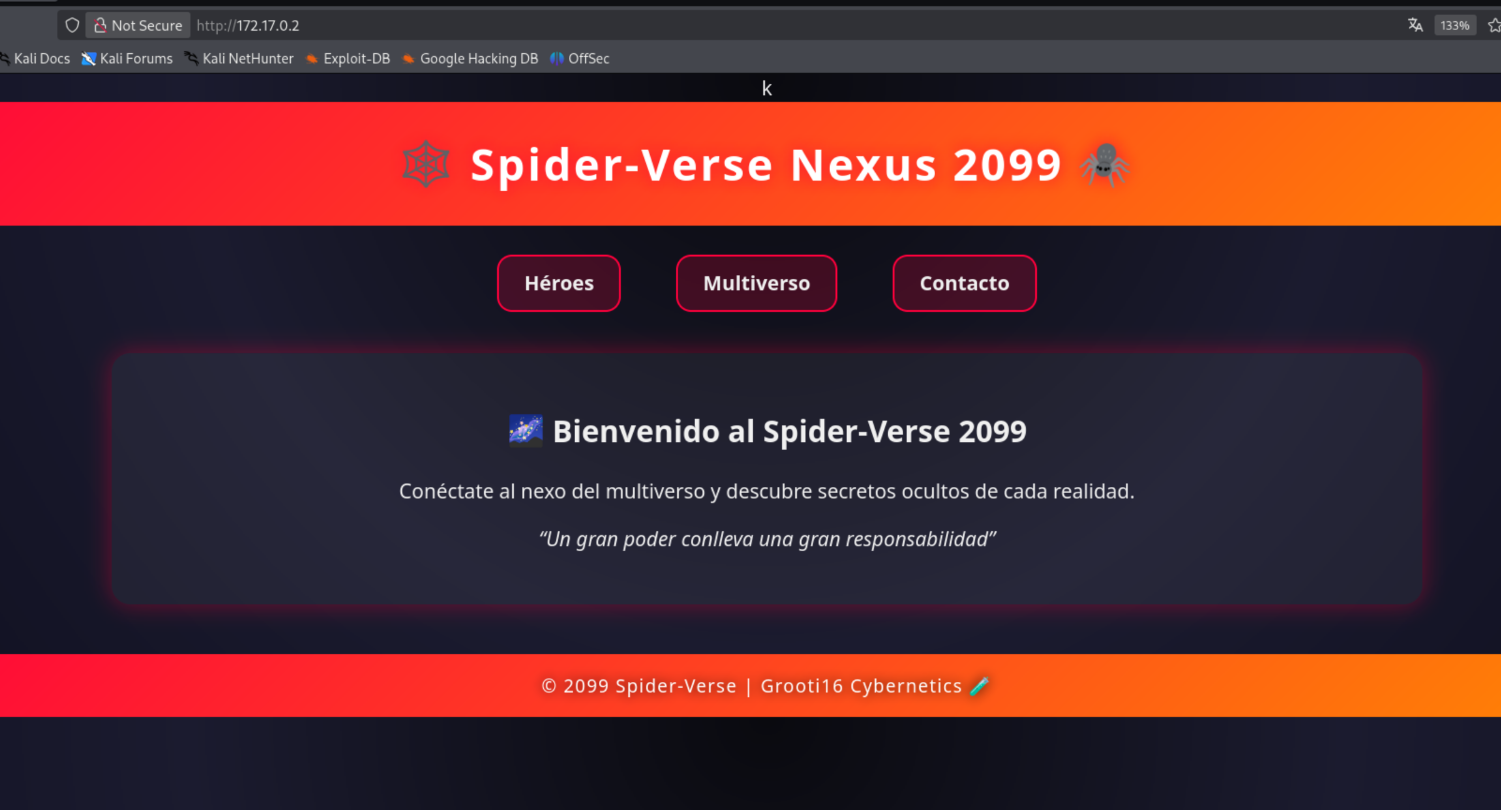 Not Secure http://172.17.0.2 133%
Kali Docs Kali Forums Kali NetHunter Exploit-DB Google Hacking DB OffSec
k
🕸️ Spider-Verse Nexus 2099 🕷️
Héroes Multiverso Contacto
🌌 Bienvenido al Spider-Verse 2099
Conéctate al nexo del multiverso y descubre secretos ocultos de cada realidad.
“Un gran poder conlleva una gran responsabilidad”
© 2099 Spider-Verse | Grooti16 Cybernetics 🧪